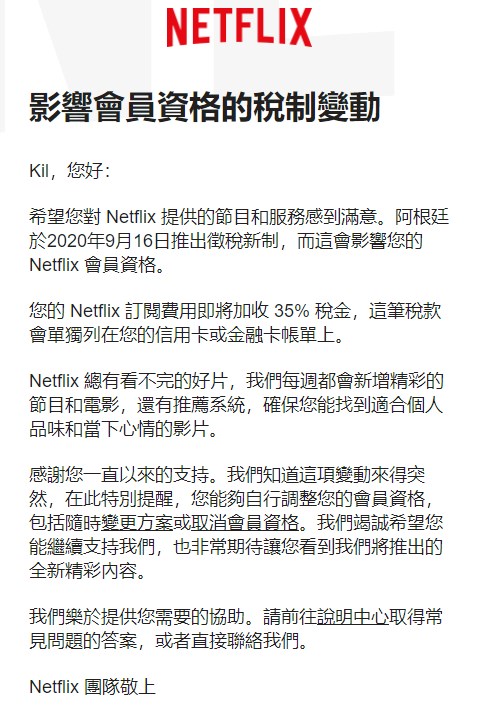 NETFLIX
影響會員資格的稅制變動
Kil，您好：
希望您對 Netflix 提供的節目和服務感到滿意。阿根廷
於2020年9月16日推出徵稅新制，而這會影響您的
Netflix 會員資格。
您的 Netflix 訂閱費用即將加收 35% 稅金，這筆稅款
會單獨列在您的信用卡或金融卡帳單上。
Netflix 總有看不完的好片，我們每週都會新增精彩的
節目和電影，還有推薦系統，確保您能找到適合個人
品味和當下心情的影片。
感謝您一直以來的支持。我們知道這項變動來得突
然，在此特別提醒，您能夠自行調整您的會員資格，
包括隨時變更方案或取消會員資格。我們竭誠希望您
能繼續支持我們，也非常期待讓您看到我們將推出的
全新精彩內容。
我們樂於提供您需要的協助。請前往說明中心取得常
見問題的答案，或者直接聯絡我們。
Netflix 團隊敬上